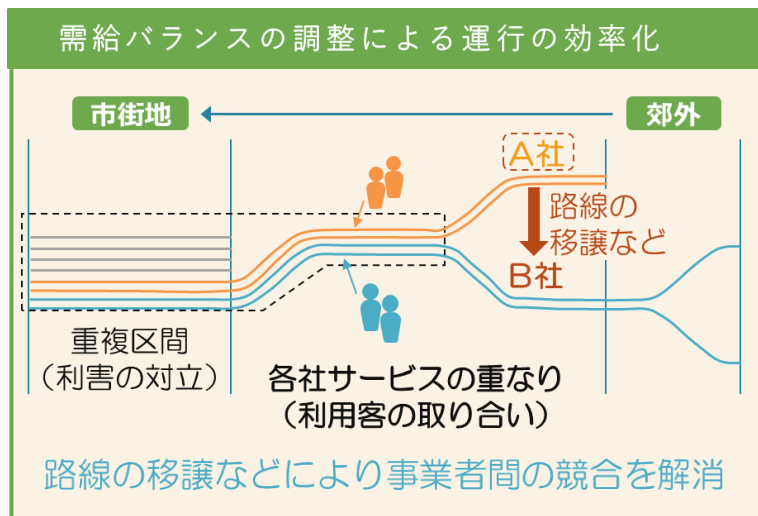 需給バランスの調整による運行の効率化
市街地
郊外
A社
路線の
移譲など
B社
重複区間
（利害の対立）
各社サービスの重なり
（利用客の取り合い）
路線の移譲などにより事業者間の競合を解消